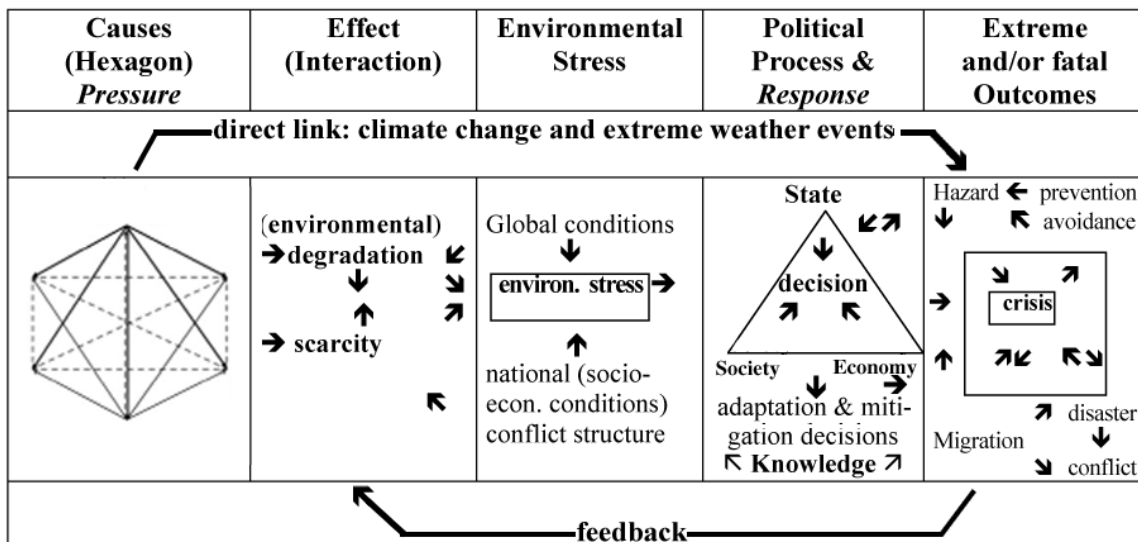 Causes
(Hexagon)
Pressure
Effect
(Interaction)
Environmental
Stress
Political
Process &
Response
Extreme
and/or fatal
Outcomes
direct link: climate change and extreme weather events
(environmental)
degradation
scarcity
Global conditions
environ. stress
national (socio-
econ. conditions)
conflict structure
State
decision
Society Economy
adaptation & miti-
gation decisions
Knowledge
Hazard prevention
avoidance
crisis
disaster
Migration
conflict
feedback